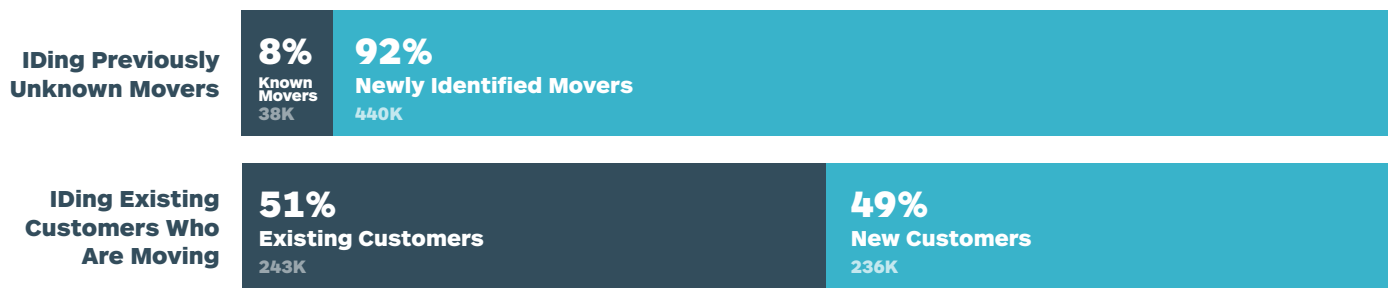 IDing Previously
Unknown Movers
8%
Known
Movers
38K
92%
Newly Identified Movers
440K
IDing Existing
Customers Who
Are Moving
51%
Existing Customers
243K
49%
New Customers
236K